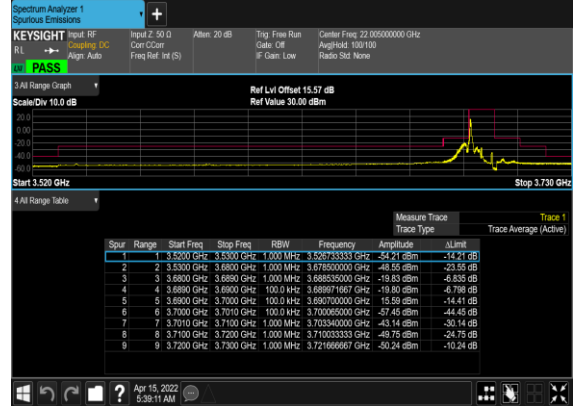 Spectrum Analyzer 1
Spurious Emissions
KEYSIGHT Input: RF Input Z: 50 Ω Atten: 20 dB Trig: Free Run Center Freq: 22.005000000 GHz
RL Coupling: DC Corr CCorr Gate: Off Avg|Hold: 100/100
Align: Auto Freq Ref: Int (S) IF Gain: Low Radio Std: None
PASS
3 All Range Graph
Ref Lvl Offset 15.57 dB
Scale/Div 10.0 dB Ref Value 30.00 dBm
20.0
0.00
-20.0
-40.0
-60.0
Start 3.520 GHz Stop 3.730 GHz
4 All Range Table
Measure Trace Trace 1
Trace Type Trace Average (Active)
Spur Range Start Freq Stop Freq RBW Frequency Amplitude ΔLimit
1 1 3.5200 GHz 3.5300 GHz 1.000 MHz 3.526733333 GHz -54.21 dBm -14.21 dB
2 2 3.5300 GHz 3.6800 GHz 1.000 MHz 3.678500000 GHz -48.55 dBm -23.55 dB
3 3 3.6800 GHz 3.6890 GHz 1.000 MHz 3.688535000 GHz -19.83 dBm -6.835 dB
4 4 3.6890 GHz 3.6900 GHz 100.0 kHz 3.689971667 GHz -19.80 dBm -6.798 dB
5 5 3.6900 GHz 3.7000 GHz 100.0 kHz 3.690700000 GHz 15.59 dBm -14.41 dB
6 6 3.7000 GHz 3.7010 GHz 100.0 kHz 3.700065000 GHz -57.45 dBm -44.45 dB
7 7 3.7010 GHz 3.7100 GHz 1.000 MHz 3.703340000 GHz -43.14 dBm -30.14 dB
8 8 3.7100 GHz 3.7200 GHz 1.000 MHz 3.710033333 GHz -49.75 dBm -24.75 dB
9 9 3.7200 GHz 3.7300 GHz 1.000 MHz 3.721666667 GHz -50.24 dBm -10.24 dB
Apr 15, 2022
5:39:11 AM